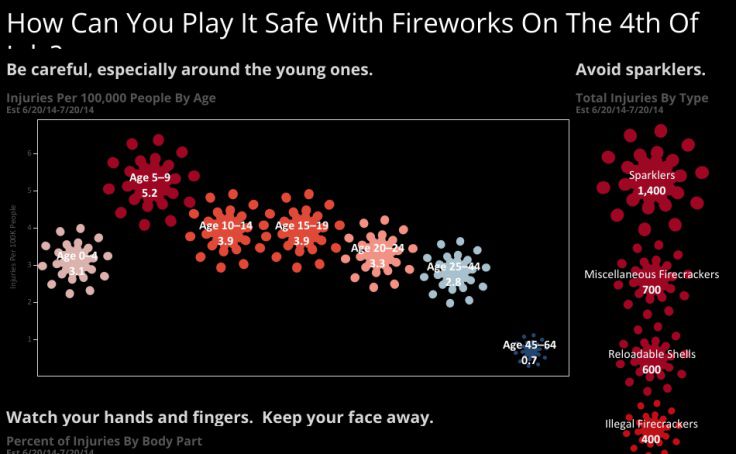 How Can You Play It Safe With Fireworks On The 4th Of
Be careful, especially around the young ones.
Injuries Per 100,000 People By Age
Est 6/20/14-7/20/14
Injuries Per 100K People
6
5
4
3
2
1
Age 0–4
3.1
Age 5–9
5.2
Age 10–14
3.9
Age 15–19
3.9
Age 20–24
3.3
Age 25–44
2.8
Age 45–64
0.7
Avoid sparklers.
Total Injuries By Type
Est 6/20/14-7/20/14
Sparklers
1,400
Miscellaneous Firecrackers
700
Reloadable Shells
600
Illegal Firecrackers
400
Watch your hands and fingers.  Keep your face away.
Percent of Injuries By Body Part
Est 6/20/14-7/20/14